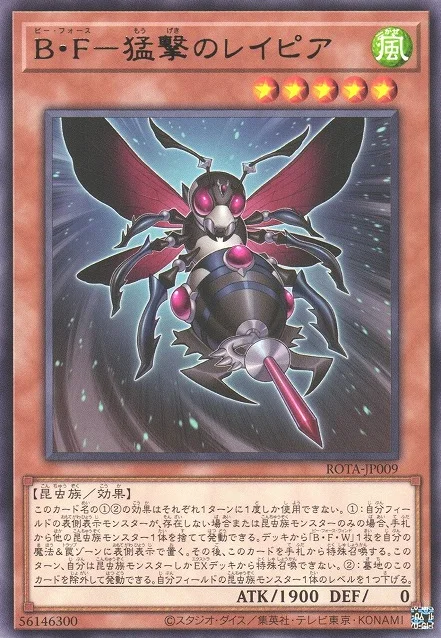 ビー・フォース もうげき
B・F－猛撃のレイピア
かぜ
風
ROTA-JP009
【昆虫族／効果】
このカード名の①②の効果はそれぞれ1ターンに1度しか使用できない。①：自分フィー
ルドの表側表示モンスターが存在しない場合または昆虫族モンスターのみの場合、手札
から他の昆虫族モンスター1体を捨てて発動できる。デッキから「B・F・W」1枚を自分の
魔法＆罠ゾーンに表側表示で置く。その後、このカードを手札から特殊召喚する。このター
ン、自分は昆虫族モンスターしかEXデッキから特殊召喚できない。②：墓地のこの
カードを除外して発動できる。自分フィールドの昆虫族モンスター1体のレベルを1つ下げる。
ATK/1900 DEF/ 0
56146300
©スタジオ・ダイス／集英社・テレビ東京・KONAMI